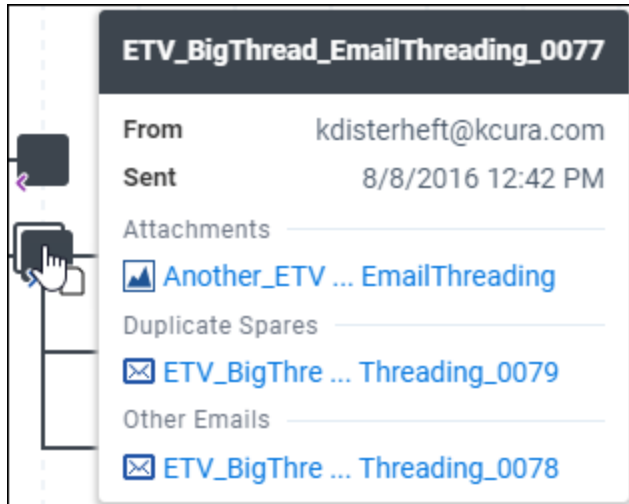 ETV_BigThread_EmailThreading_0077
From kdisterheft@kcura.com
Sent 8/8/2016 12:42 PM
Attachments
Another_ETV ... EmailThreading
Duplicate Spares
ETV_BigThre ... Threading_0079
Other Emails
ETV_BigThre ... Threading_0078